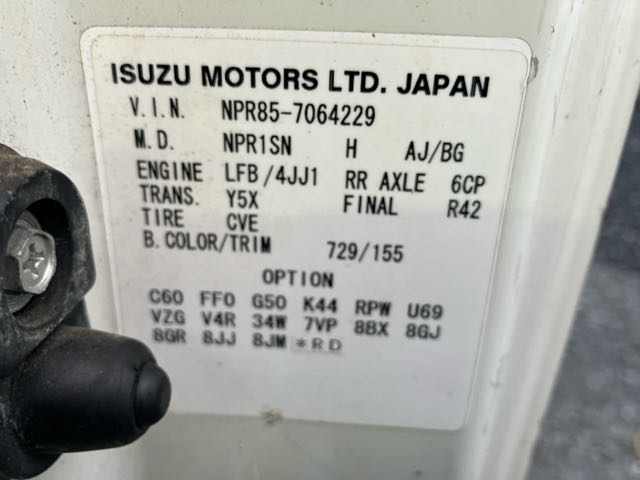 ISUZU MOTORS LTD. JAPAN
V.I.N. NPR85-7064229
M.D. NPR1SN H AJ/BG
ENGINE LFB/4JJ1 RR AXLE 6CP
TRANS. Y5X FINAL R42
TIRE CVE
B.COLOR/TRIM 729/155
OPTION
C60 FF0 G50 K44 RPW U69
VZG V4R 34W 7VP 8BX 8GJ
8GR 8JJ 8JM *RD